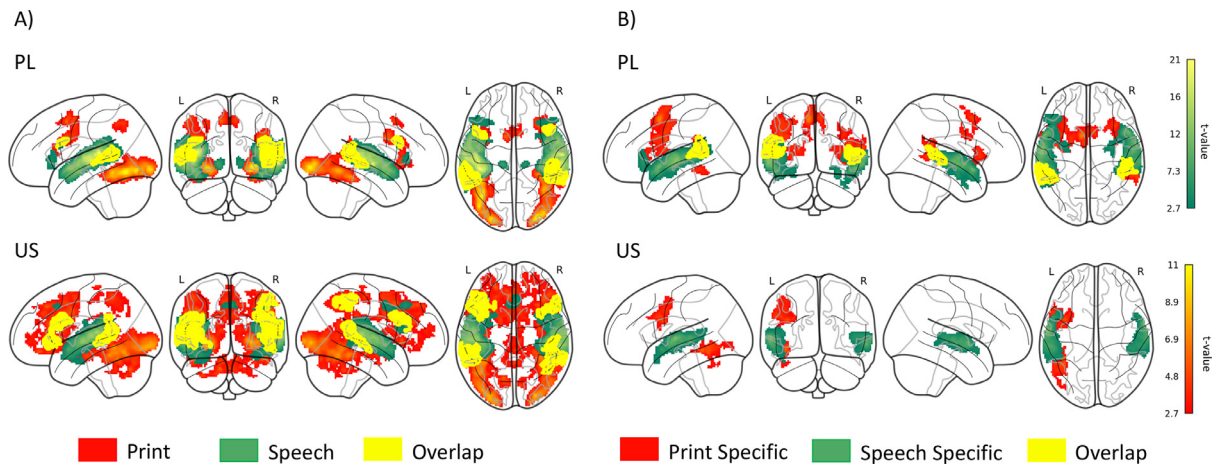 A)
B)
PL
L
R
L
PL
L
R
L
R
21
16
12
7.3
2.7
t-value
US
L
R
L
R
US
L
R
L
R
11
8.9
6.9
4.8
2.7
t-value
Print
Speech
Overlap
Print Specific
Speech Specific
Overlap